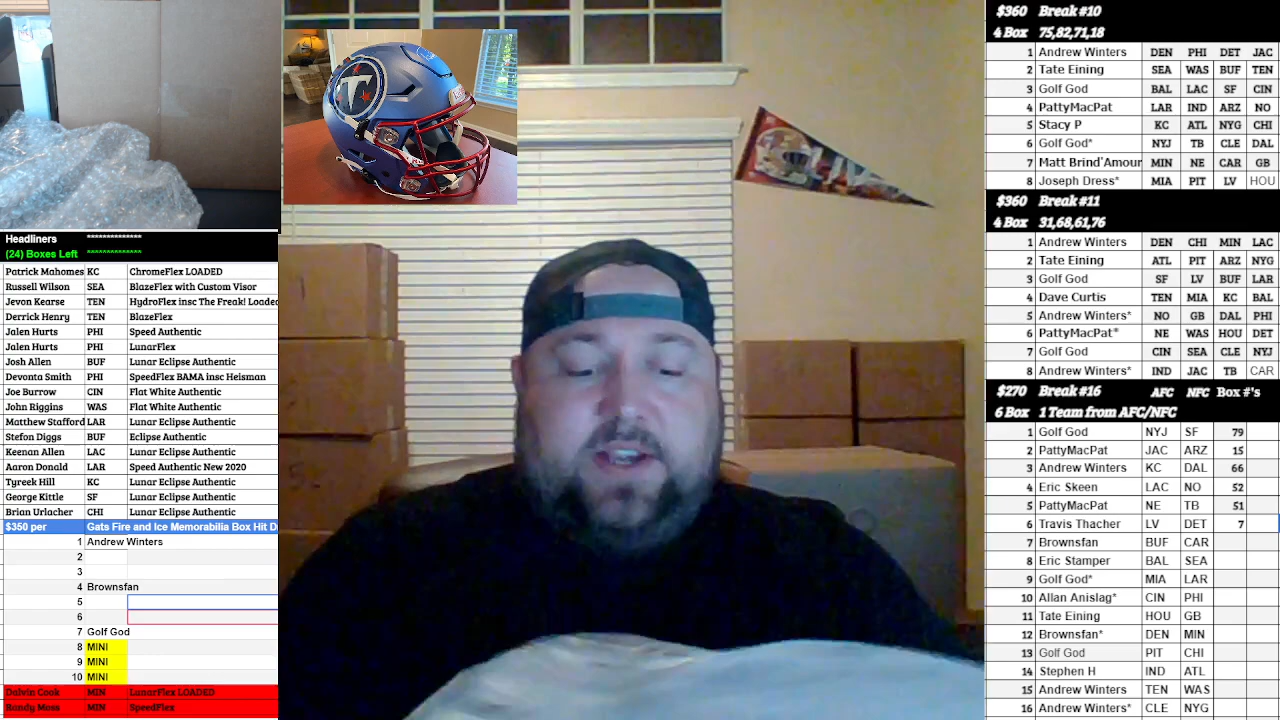 Headliners **************
(24) Boxes Left **************
Patrick Mahomes KC ChromeFlex LOADED
Russell Wilson SEA BlazeFlex with Custom Visor
Jevon Kearse TEN HydroFlex insc The Freak! Loaded
Derrick Henry TEN BlazeFlex
Jalen Hurts PHI Speed Authentic
Jalen Hurts PHI LunarFlex
Josh Allen BUF Lunar Eclipse Authentic
Devonta Smith PHI SpeedFlex BAMA insc Heisman
Joe Burrow CIN Flat White Authentic
John Riggins WAS Flat White Authentic
Matthew Stafford LAR Lunar Eclipse Authentic
Stefon Diggs BUF Eclipse Authentic
Keenan Allen LAC Lunar Eclipse Authentic
Aaron Donald LAR Speed Authentic New 2020
Tyreek Hill KC Lunar Eclipse Authentic
George Kittle SF Lunar Eclipse Authentic
Brian Urlacher CHI Lunar Eclipse Authentic
$350 per Gats Fire and Ice Memorabilia Box Hit D
1 Andrew Winters
2
3
4 Brownsfan
5
6
7 Golf God
8 MINI
9 MINI
10 MINI
Dalvin Cook MIN LunarFlex LOADED
Randy Moss MIN SpeedFlex
T
$360 Break #10
4 Box 75,82,71,18
1 Andrew Winters DEN PHI DET JAC
2 Tate Eining SEA WAS BUF TEN
3 Golf God BAL LAC SF CIN
4 PattyMacPat LAR IND ARZ NO
5 Stacy P KC ATL NYG CHI
6 Golf God* NYJ TB CLE DAL
7 Matt Brind'Amour MIN NE CAR GB
8 Joseph Dress* MIA PIT LV HOU
$360 Break #11
4 Box 31,68,61,76
1 Andrew Winters DEN CHI MIN LAC
2 Tate Eining ATL PIT ARZ NYG
3 Golf God SF LV BUF LAR
4 Dave Curtis TEN MIA KC BAL
5 Andrew Winters* NO GB DAL PHI
6 PattyMacPat* NE WAS HOU DET
7 Golf God CIN SEA CLE NYJ
8 Andrew Winters* IND JAC TB CAR
$270 Break #16 AFC NFC Box #'s
6 Box 1 Team from AFC/NFC
1 Golf God NYJ SF 79
2 PattyMacPat JAC ARZ 15
3 Andrew Winters KC DAL 66
4 Eric Skeen LAC NO 52
5 PattyMacPat NE TB 51
6 Travis Thacher LV DET 7
7 Brownsfan BUF CAR
8 Eric Stamper BAL SEA
9 Golf God* MIA LAR
10 Allan Anislag* CIN PHI
11 Tate Eining HOU GB
12 Brownsfan* DEN MIN
13 Golf God PIT CHI
14 Stephen H IND ATL
15 Andrew Winters TEN WAS
16 Andrew Winters* CLE NYG